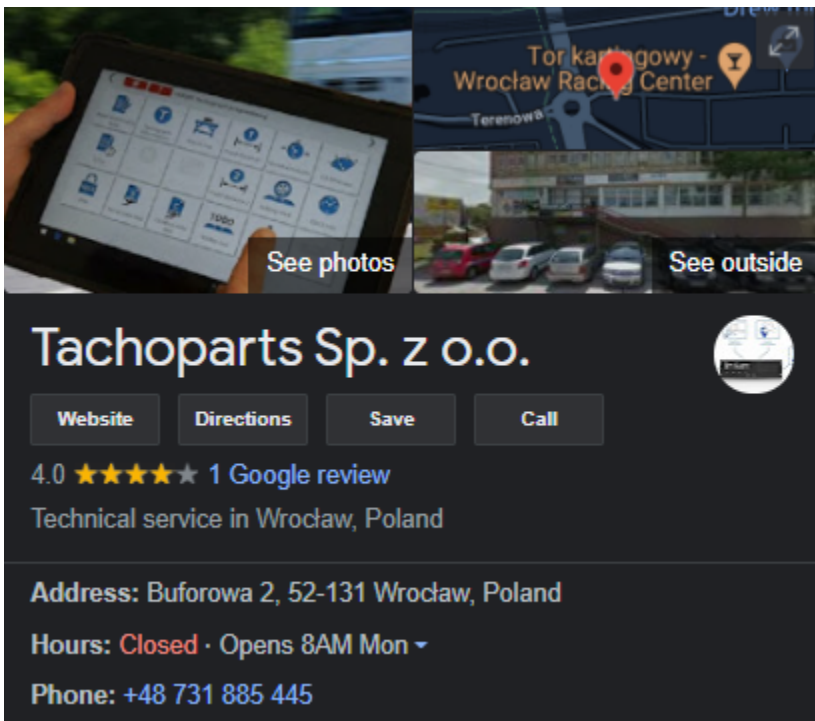 Tor kartingowy -
Wrocław Racing Center
Terenowa
See photos
See outside
Tachoparts Sp. z o.o.
Website
Directions
Save
Call
4.0 1 Google review
Technical service in Wrocław, Poland
Address: Buforowa 2, 52-131 Wrocław, Poland
Hours: Closed · Opens 8AM Mon
Phone: +48 731 885 445